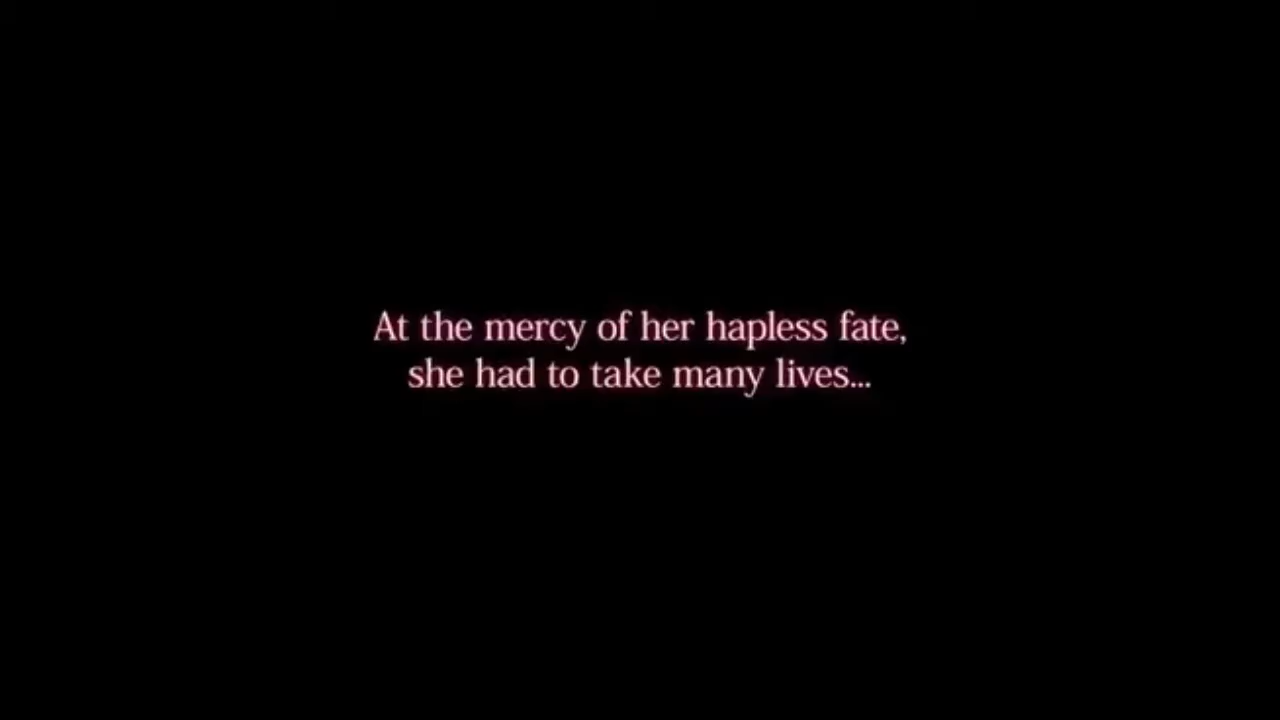 At the mercy of her hapless fate,
she had to take many lives...